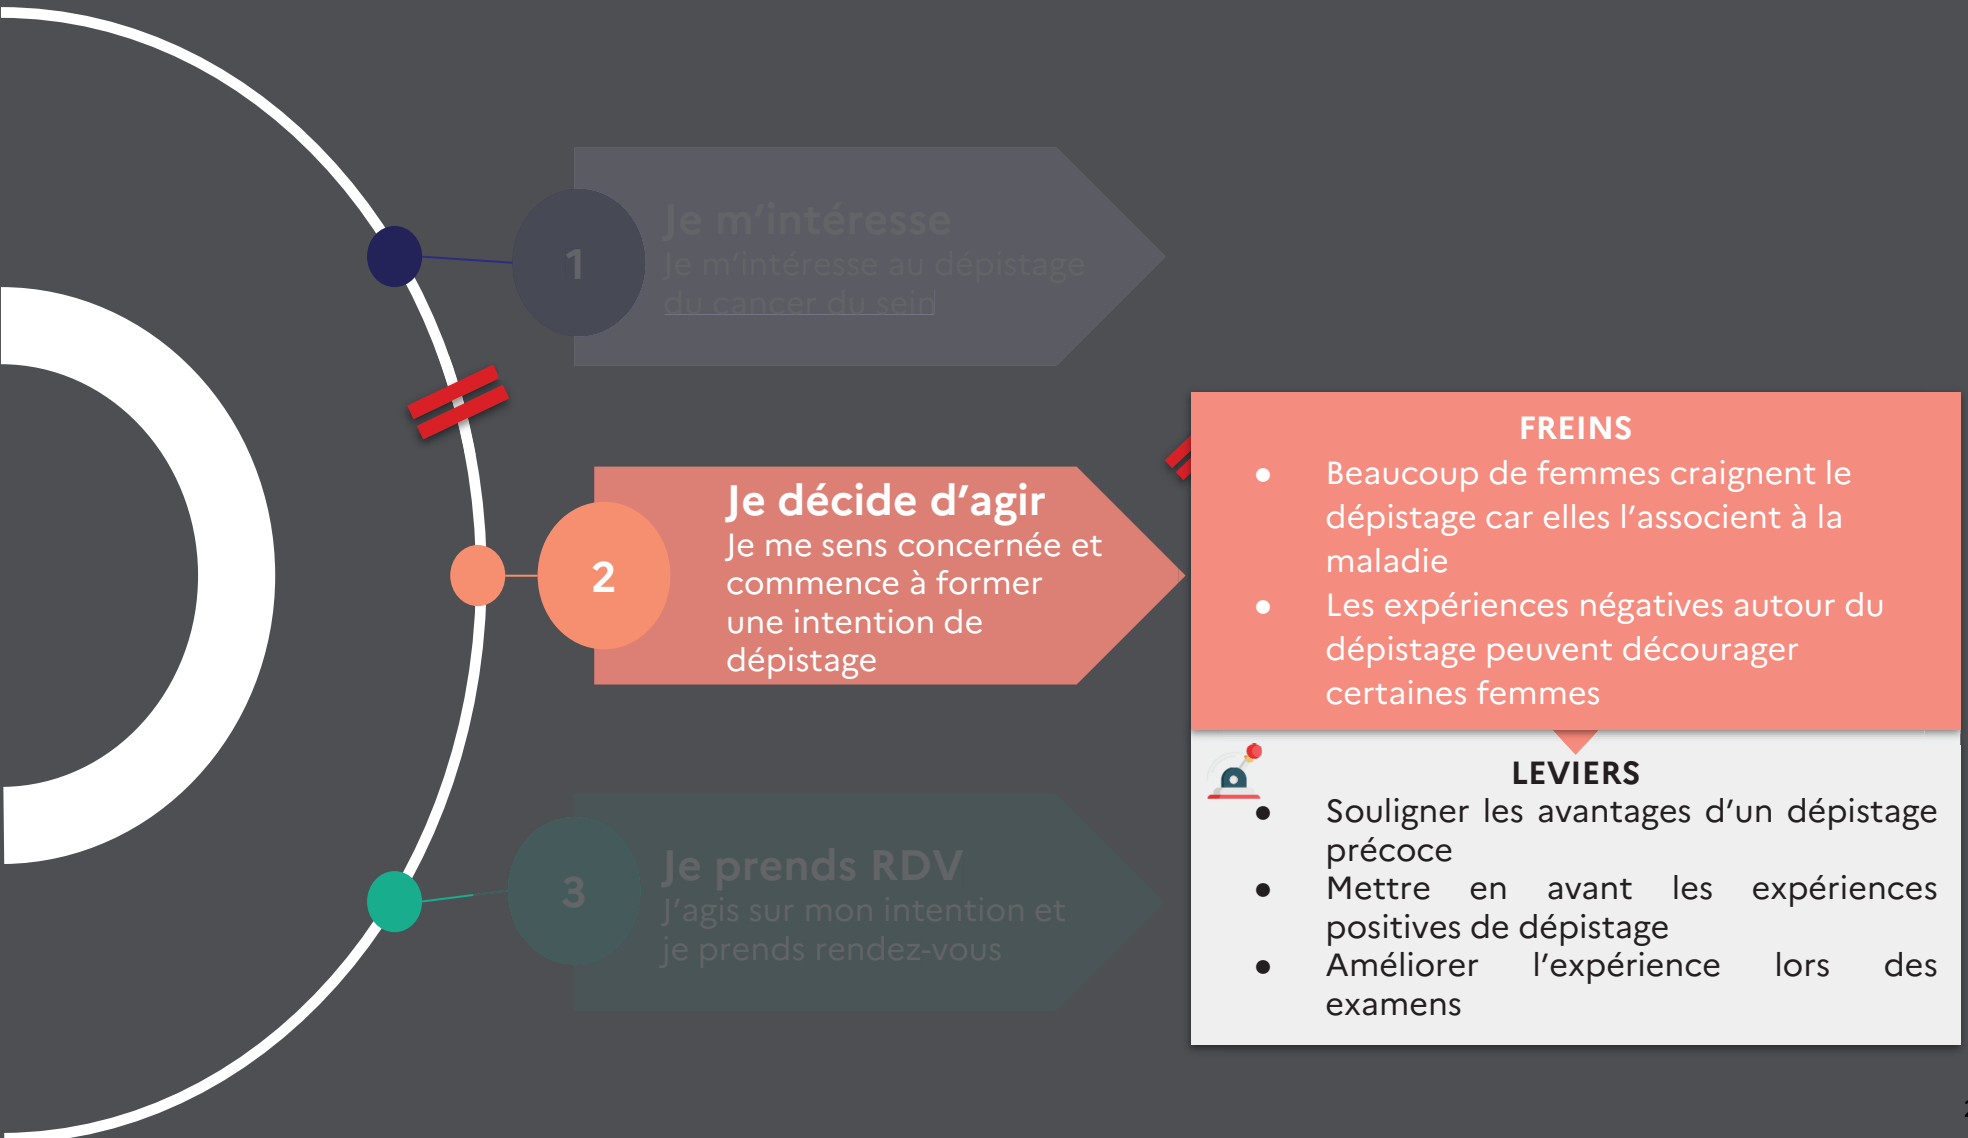 1
Je m'intéresse
Je m'intéresse au dépistage
du cancer du sein
2
Je décide d'agir
Je me sens concernée et
commence à former
une intention de
dépistage
3
Je prends RDV
J'agis sur mon intention et
je prends rendez-vous
FREINS
● Beaucoup de femmes craignent le
dépistage car elles l'associent à la
maladie
● Les expériences négatives autour du
dépistage peuvent décourager
certaines femmes
LEVIERS
● Souligner les avantages d'un dépistage
précoce
● Mettre en avant les expériences
positives de dépistage
● Améliorer l'expérience lors des
examens